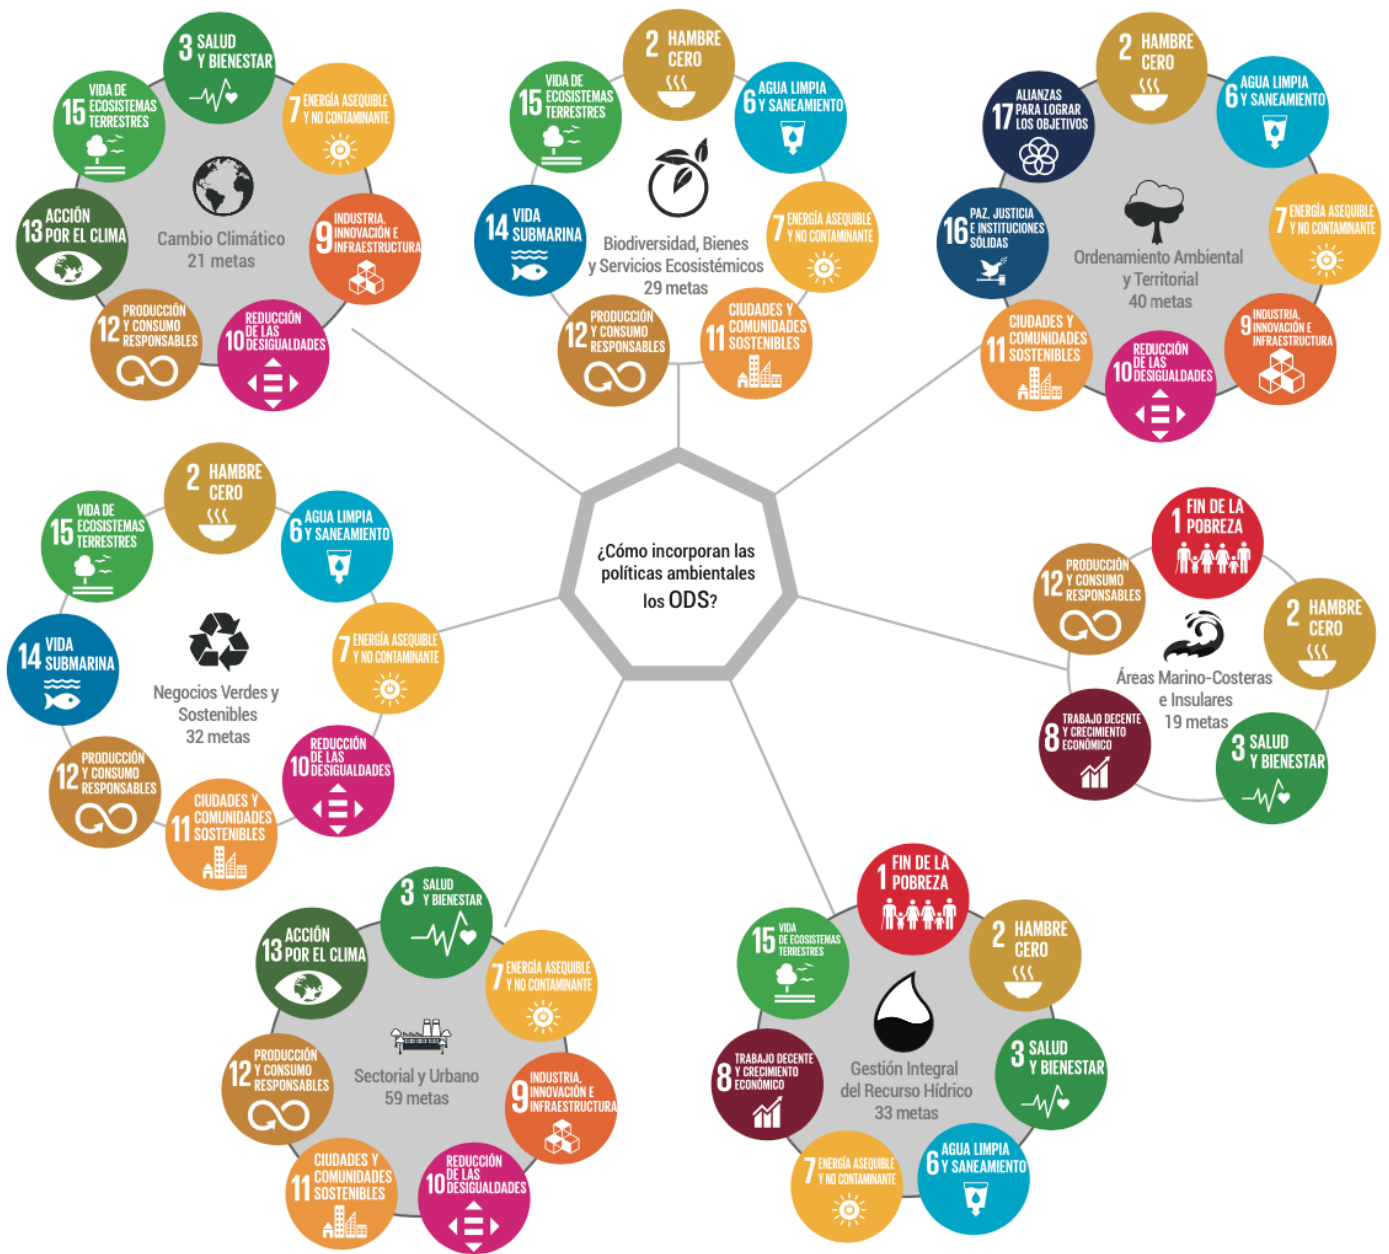 3 SALUD
Y BIENESTAR
7 ENERGÍA ASEQUIBLE
Y NO CONTAMINANTE
9 INDUSTRIA,
INNOVACIÓN E
INFRAESTRUCTURA
10 REDUCCIÓN
DE LAS
DESIGUALDADES
12 PRODUCCIÓN
Y CONSUMO
RESPONSABLES
13 ACCIÓN
POR EL CLIMA
15 VIDA DE
ECOSISTEMAS
TERRESTRES
Cambio Climático
21 metas
2 HAMBRE
CERO
6 AGUA LIMPIA
Y SANEAMIENTO
7 ENERGÍA ASEQUIBLE
Y NO CONTAMINANTE
11 CIUDADES Y
COMUNIDADES
SOSTENIBLES
12 PRODUCCIÓN
Y CONSUMO
RESPONSABLES
14 VIDA
SUBMARINA
15 VIDA DE
ECOSISTEMAS
TERRESTRES
Biodiversidad, Bienes
y Servicios Ecosistémicos
29 metas
2 HAMBRE
CERO
6 AGUA LIMPIA
Y SANEAMIENTO
7 ENERGÍA ASEQUIBLE
Y NO CONTAMINANTE
9 INDUSTRIA,
INNOVACIÓN E
INFRAESTRUCTURA
10 REDUCCIÓN
DE LAS
DESIGUALDADES
11 CIUDADES Y
COMUNIDADES
SOSTENIBLES
16 PAZ, JUSTICIA
E INSTITUCIONES
SÓLIDAS
17 ALIANZAS
PARA LOGRAR
LOS OBJETIVOS
Ordenamiento Ambiental
y Territorial
40 metas
¿Cómo incorporan las
políticas ambientales
los ODS?
2 HAMBRE
CERO
6 AGUA LIMPIA
Y SANEAMIENTO
7 ENERGÍA ASEQUIBLE
Y NO CONTAMINANTE
10 REDUCCIÓN
DE LAS
DESIGUALDADES
11 CIUDADES Y
COMUNIDADES
SOSTENIBLES
12 PRODUCCIÓN
Y CONSUMO
RESPONSABLES
14 VIDA
SUBMARINA
15 VIDA DE
ECOSISTEMAS
TERRESTRES
Negocios Verdes y
Sostenibles
32 metas
1 FIN DE LA
POBREZA
2 HAMBRE
CERO
3 SALUD
Y BIENESTAR
8 TRABAJO DECENTE
Y CRECIMIENTO
ECONÓMICO
12 PRODUCCIÓN
Y CONSUMO
RESPONSABLES
Áreas Marino-Costeras
e Insulares
19 metas
3 SALUD
Y BIENESTAR
7 ENERGÍA ASEQUIBLE
Y NO CONTAMINANTE
9 INDUSTRIA,
INNOVACIÓN E
INFRAESTRUCTURA
10 REDUCCIÓN
DE LAS
DESIGUALDADES
11 CIUDADES Y
COMUNIDADES
SOSTENIBLES
12 PRODUCCIÓN
Y CONSUMO
RESPONSABLES
13 ACCIÓN
POR EL CLIMA
Sectorial y Urbano
59 metas
1 FIN DE LA
POBREZA
2 HAMBRE
CERO
3 SALUD
Y BIENESTAR
6 AGUA LIMPIA
Y SANEAMIENTO
7 ENERGÍA ASEQUIBLE
Y NO CONTAMINANTE
8 TRABAJO DECENTE
Y CRECIMIENTO
ECONÓMICO
15 VIDA
DE ECOSISTEMAS
TERRESTRES
Gestión Integral
del Recurso Hídrico
33 metas